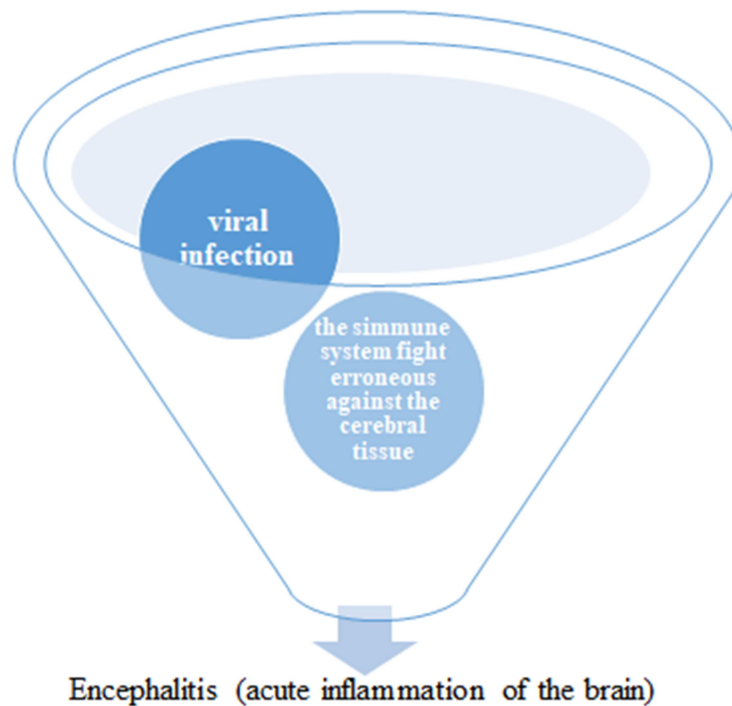 viral
infection
the simmune
system fight
erroneous
against the
cerebral
tissue
Encephalitis (acute inflammation of the brain)